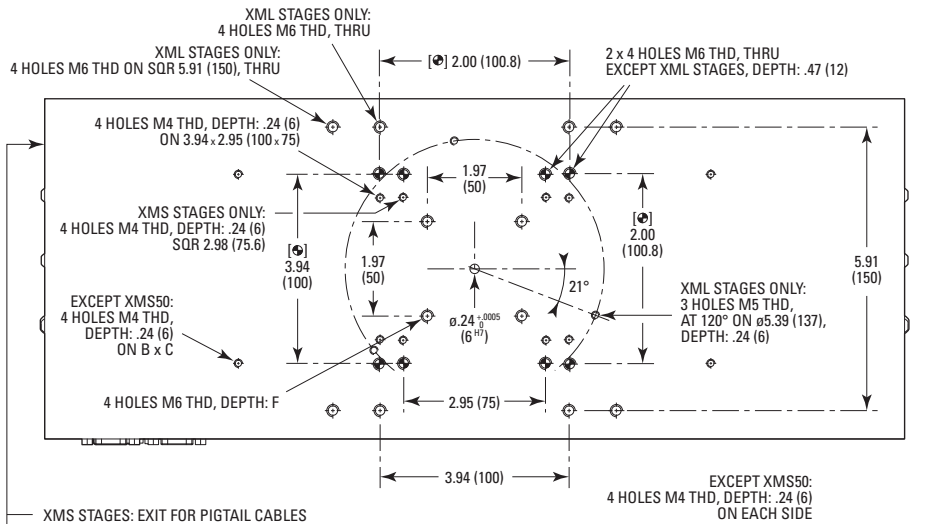 XML STAGES ONLY:
4 HOLES M6 THD, THRU
XML STAGES ONLY:
4 HOLES M6 THD ON SQR 5.91 (150), THRU
[ ] 2.00 (100.8)
2 x 4 HOLES M6 THD, THRU
EXCEPT XML STAGES, DEPTH: .47 (12)
4 HOLES M4 THD, DEPTH: .24 (6)
ON 3.94 x 2.95 (100 x 75)
1.97
(50)
XMS STAGES ONLY:
4 HOLES M4 THD, DEPTH: .24 (6)
SQR 2.98 (75.6)
[ ]
3.94
(100)
1.97
(50)
[ ]
2.00
(100.8)
5.91
(150)
21°
XML STAGES ONLY:
3 HOLES M5 THD,
AT 120° ON ø5.39 (137),
DEPTH: .24 (6)
EXCEPT XMS50:
4 HOLES M4 THD,
DEPTH: .24 (6)
ON B x C
ø.24 +.0005 0
(6 H7)
4 HOLES M6 THD, DEPTH: F
2.95 (75)
3.94 (100)
EXCEPT XMS50:
4 HOLES M4 THD, DEPTH: .24 (6)
ON EACH SIDE
XMS STAGES: EXIT FOR PIGTAIL CABLES